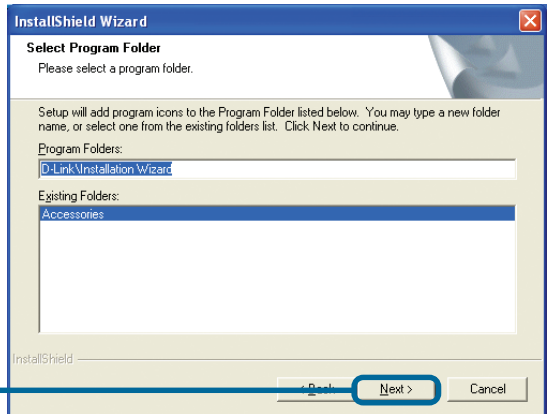 InstallShield Wizard
Select Program Folder
Please select a program folder.
Setup will add program icons to the Program Folder listed below. You may type a new folder
name, or select one from the existing folders list. Click Next to continue.
Program Folders:
D-Link\Installation Wizard
Existing Folders:
Accessories
InstallShield
< Back Next > Cancel